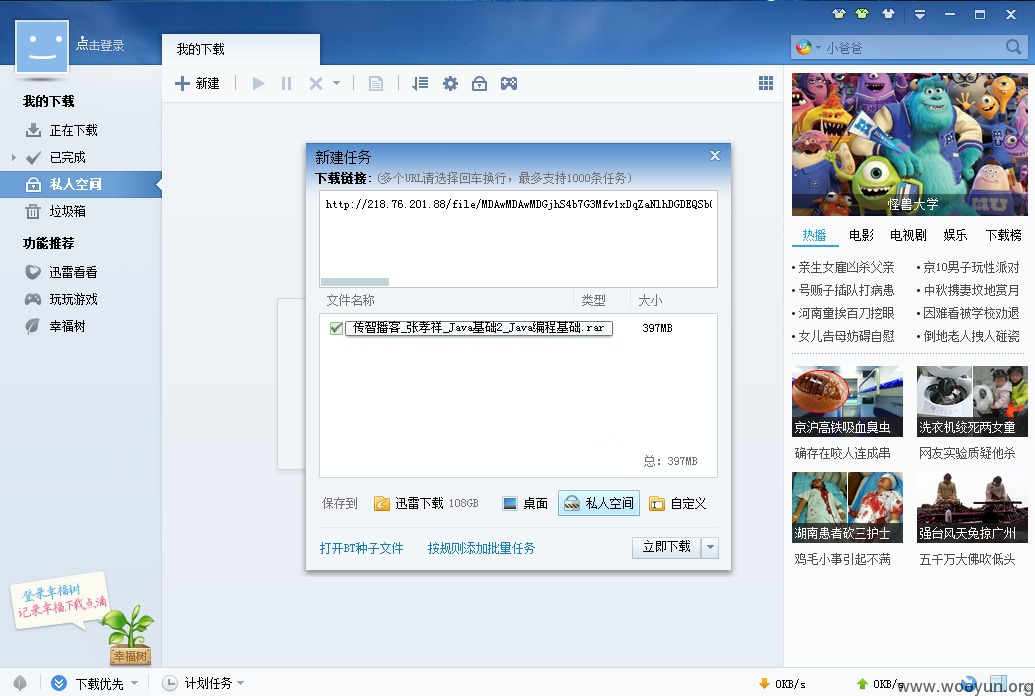 点击登录
我的下载
小爸爸
新建
我的下载
正在下载
已完成
私人空间
垃圾箱
功能推荐
迅雷看看
玩玩游戏
幸福树
登录幸福树
记录幸福下载点滴
幸福树
新建任务
下载链接：(多个URL请选择回车换行，最多支持1000条任务)
文件名称 类型 大小
传智播客_张孝祥_Java基础2_Java编程基础.rar 397MB
总：397MB
保存到 迅雷下载 108GB 桌面 私人空间 自定义
打开BT种子文件 按规则添加批量任务 立即下载
怪兽大学
热播 电影 电视剧 娱乐 下载榜
•亲生女雇凶杀父亲 •京10男子玩性派对
•号贩子插队打病患 •中秋携妻坟地赏月
•河南童挨百刀挖眼 •因难看被学校劝退
•女儿告母奶碍自慰 •倒地老人拽人碰瓷
京沪高铁吸血臭虫 洗衣机绞死两女童
确存在咬人连成串 网友实验质疑他杀
湖南患者砍三护士 强台风天兔掠广州
鸡毛小事引起不满 五千万大佛吹低头
下载优先 计划任务 0KB/s 0KB/s
www.wooyun.org